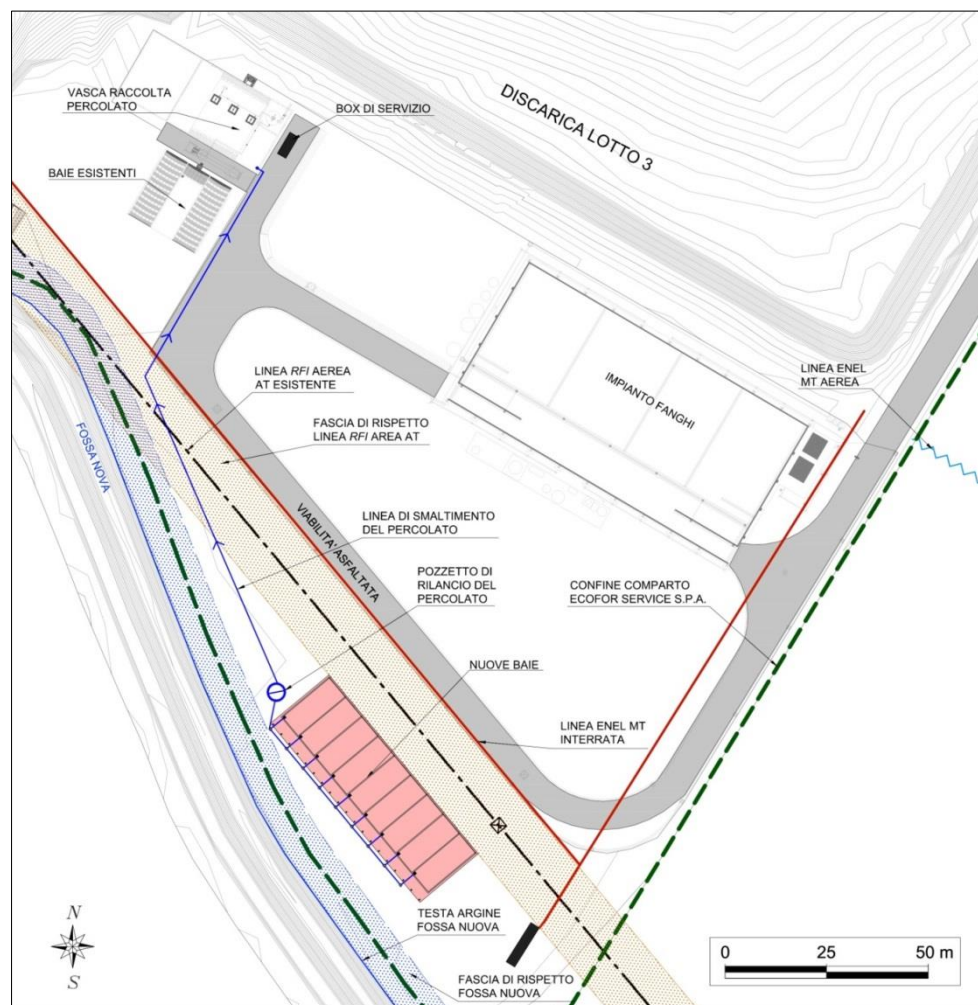 DISCARICA LOTTO 3
VASCA RACCOLTA
PERCOLATO
BOX DI SERVIZIO
BAIE ESISTENTI
IMPIANTO FANGHI
LINEA ENEL
MT AEREA
LINEA RFI AEREA
AT ESISTENTE
FASCIA DI RISPETTO
LINEA RFI AREA AT
FOSSA NOVA
LINEA DI SMALTIMENTO
DEL PERCOLATO
VIABILITA' ASFALTATA
POZZETTO DI
RILANCIO DEL
PERCOLATO
CONFINE COMPARTO
ECOFOR SERVICE S.P.A.
NUOVE BAIE
LINEA ENEL MT
INTERRATA
TESTA ARGINE
FOSSA NUOVA
FASCIA DI RISPETTO
FOSSA NUOVA
N
S
0 25 50 m